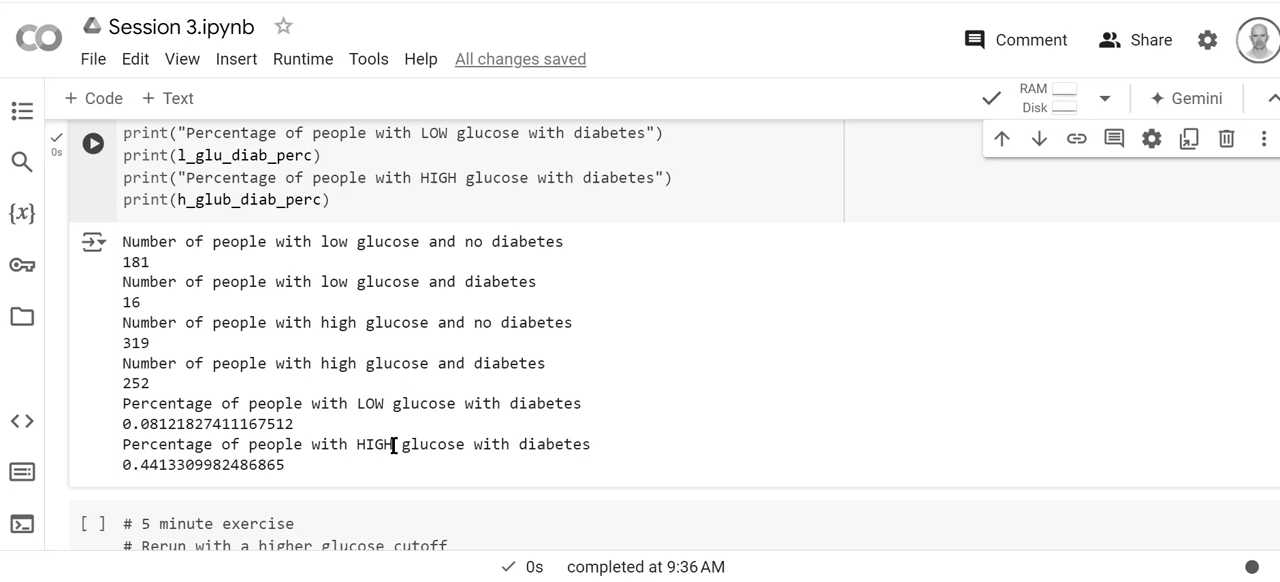 CO
Session 3.ipynb
File Edit View Insert Runtime Tools Help All changes saved
Comment Share
+ Code + Text
RAM
Disk
Gemini
0s
print("Percentage of people with LOW glucose with diabetes")
print(l_glu_diab_perc)
print("Percentage of people with HIGH glucose with diabetes")
print(h_glub_diab_perc)
{x}
Number of people with low glucose and no diabetes
181
Number of people with low glucose and diabetes
16
Number of people with high glucose and no diabetes
319
Number of people with high glucose and diabetes
252
Percentage of people with LOW glucose with diabetes
0.08121827411167512
Percentage of people with HIGH glucose with diabetes
0.4413309982486865
[ ] # 5 minute exercise
# Rerun with a higher glucose cutoff
0s completed at 9:36 AM